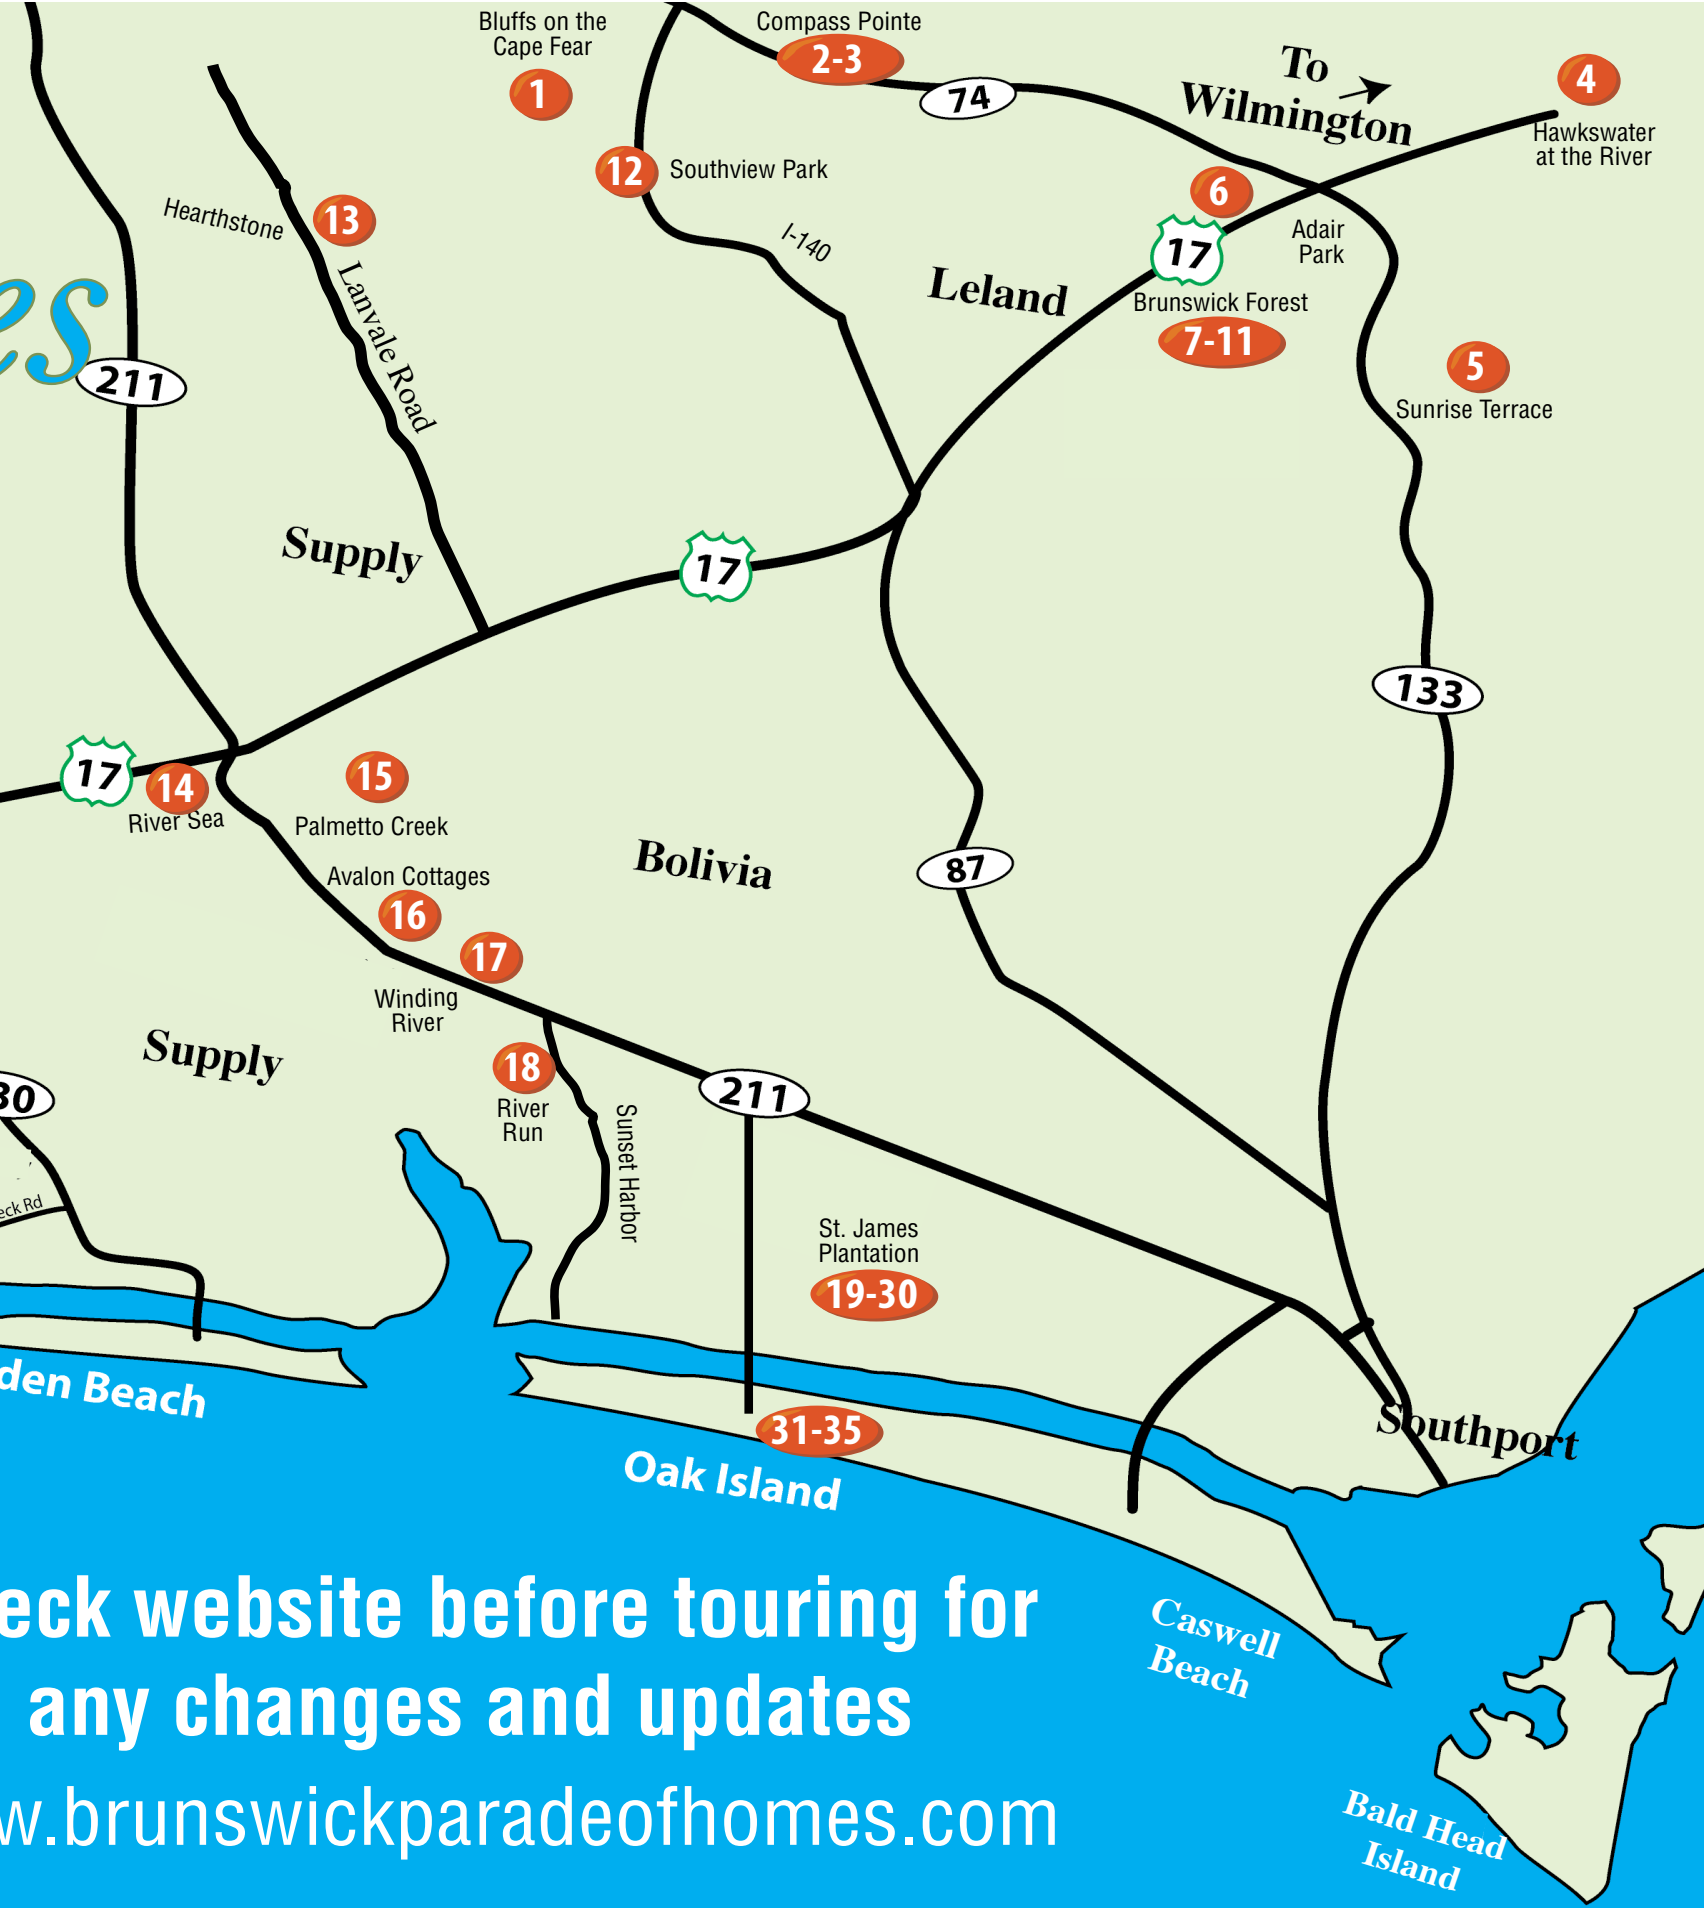 Bluffs on the
Cape Fear
1
Compass Pointe
2-3
74
To
Wilmington
4
Hawkswater
at the River
12
Southview Park
6
17
Adair
Park
Hearthstone
13
I-140
Leland
Brunswick Forest
7-11
Lanvale Road
es
211
5
Sunrise Terrace
Supply
17
133
17
14
River Sea
15
Palmetto Creek
Bolivia
87
Avalon Cottages
16
17
Winding
River
Supply
18
River
Run
211
30
Sunset Harbor
eck Rd
St. James
Plantation
19-30
den Beach
31-35
Oak Island
Southport
eck website before touring for
any changes and updates
w.brunswickparadeofhomes.com
Caswell
Beach
Bald Head
Island